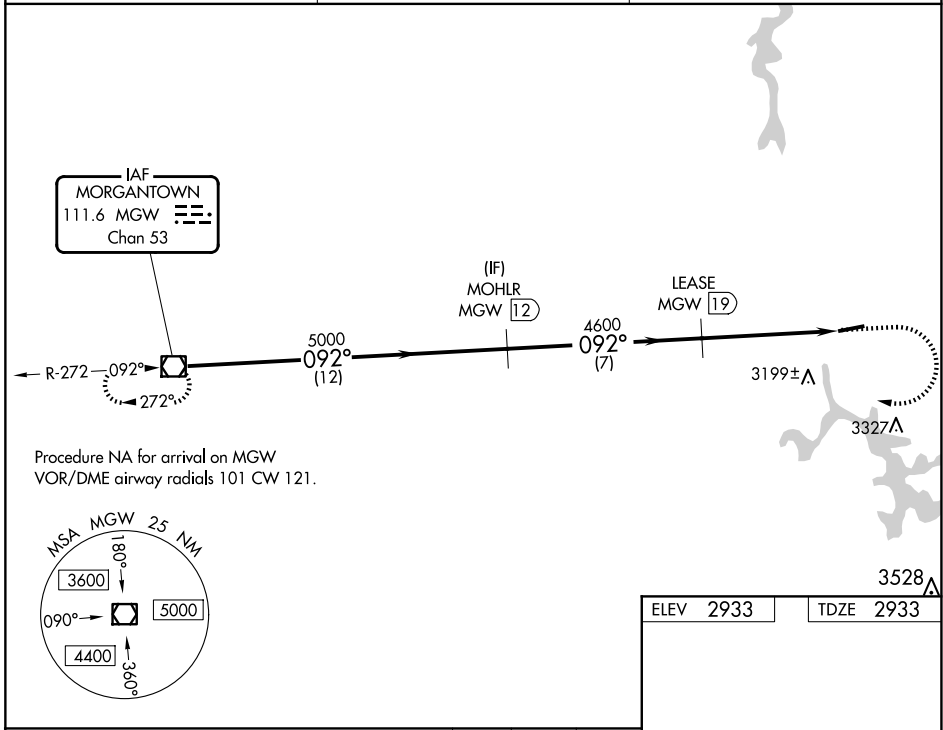 IAF
MORGANTOWN
111.6 MGW
Chan 53
(IF)
MOHLR
MGW 12
LEASE
MGW 19
5000
092°
(12)
4600
092°
(7)
R-272
092°
272°
3199±
3327
Procedure NA for arrival on MGW
VOR/DME airway radials 101 CW 121.
MSA MGW 25 NM
180°
3600
090°
5000
4400
360°
3528
ELEV 2933
TDZE 2933